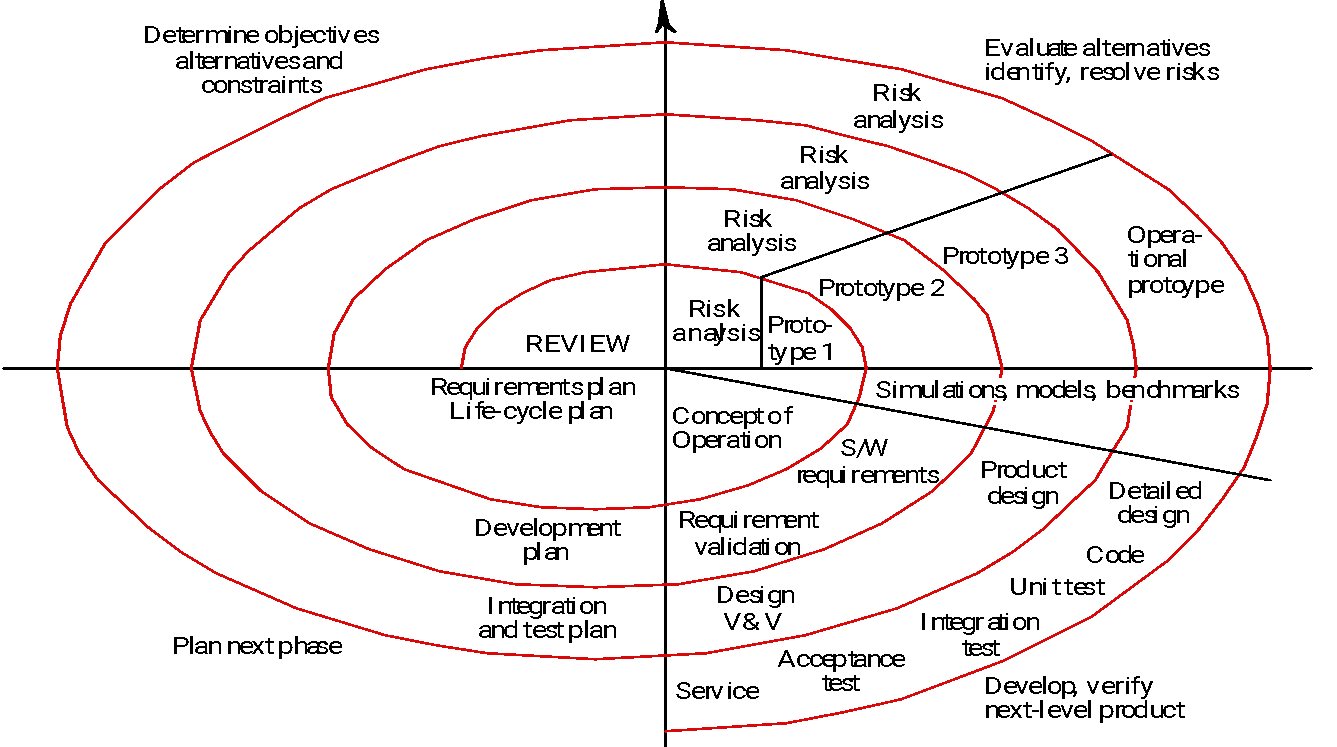 Determine objectives
alternatives and
constraints
Evaluate alternatives
identify, resolve risks
Risk
analysis
Risk
analysis
Risk
analysis
Risk
analysis
Proto-
type 1
Prototype 2
Prototype 3
Opera-
tional
protoype
REVIEW
Requirements plan
Life-cycle plan
Concept of
Operation
Simulations, models, benchmarks
S/W
requirements
Product
design
Detailed
design
Development
plan
Requirement
validation
Code
Unit test
Integration
and test plan
Design
V & V
Integration
test
Plan next phase
Acceptance
test
Service
Develop, verify
next-level product